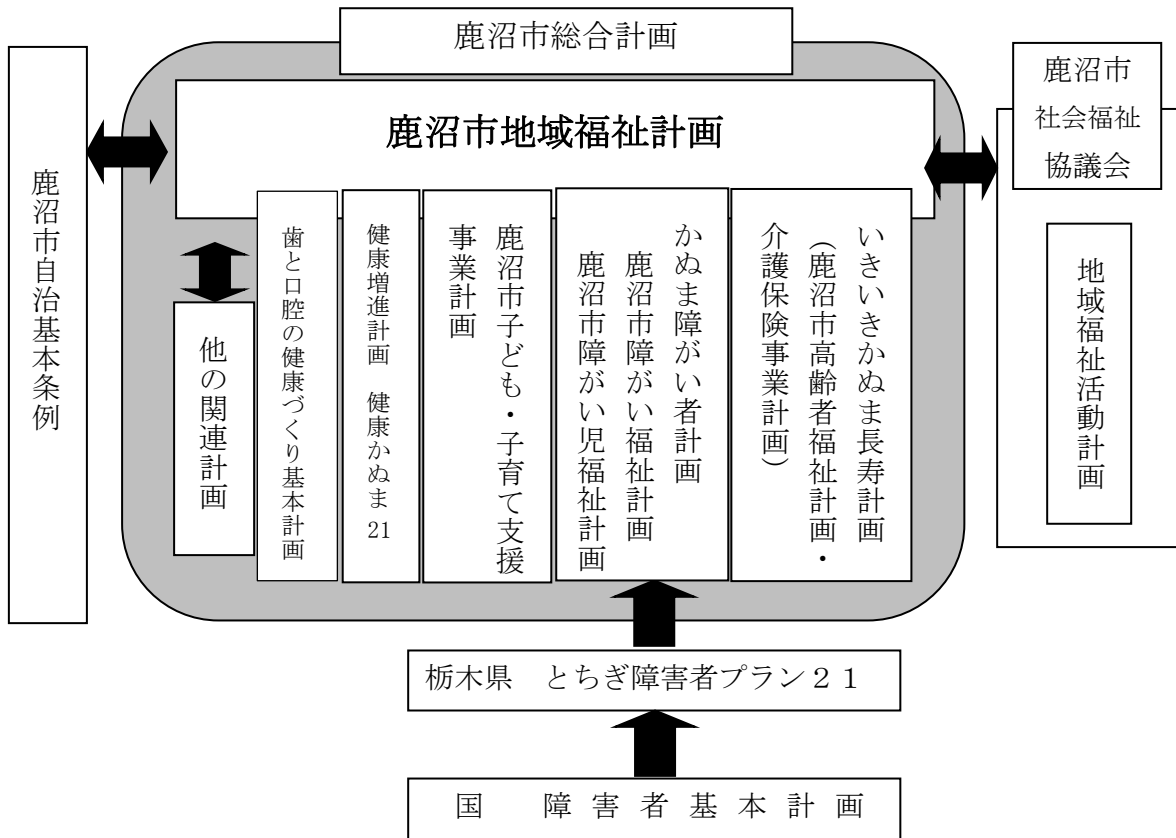 鹿沼市総合計画
鹿沼市地域福祉計画
鹿沼市自治基本条例
鹿沼市
社会福祉
協議会
地域福祉活動計画
いきいきかぬま長寿計画
（鹿沼市高齢者福祉計画・
介護保険事業計画）
かぬま障がい者計画
鹿沼市障がい福祉計画
鹿沼市障がい児福祉計画
鹿沼市子ども・子育て支援
事業計画
健康増進計画　健康かぬま21
歯と口腔の健康づくり基本計画
他の関連計画
栃木県　とちぎ障害者プラン２１
国　障害者基本計画